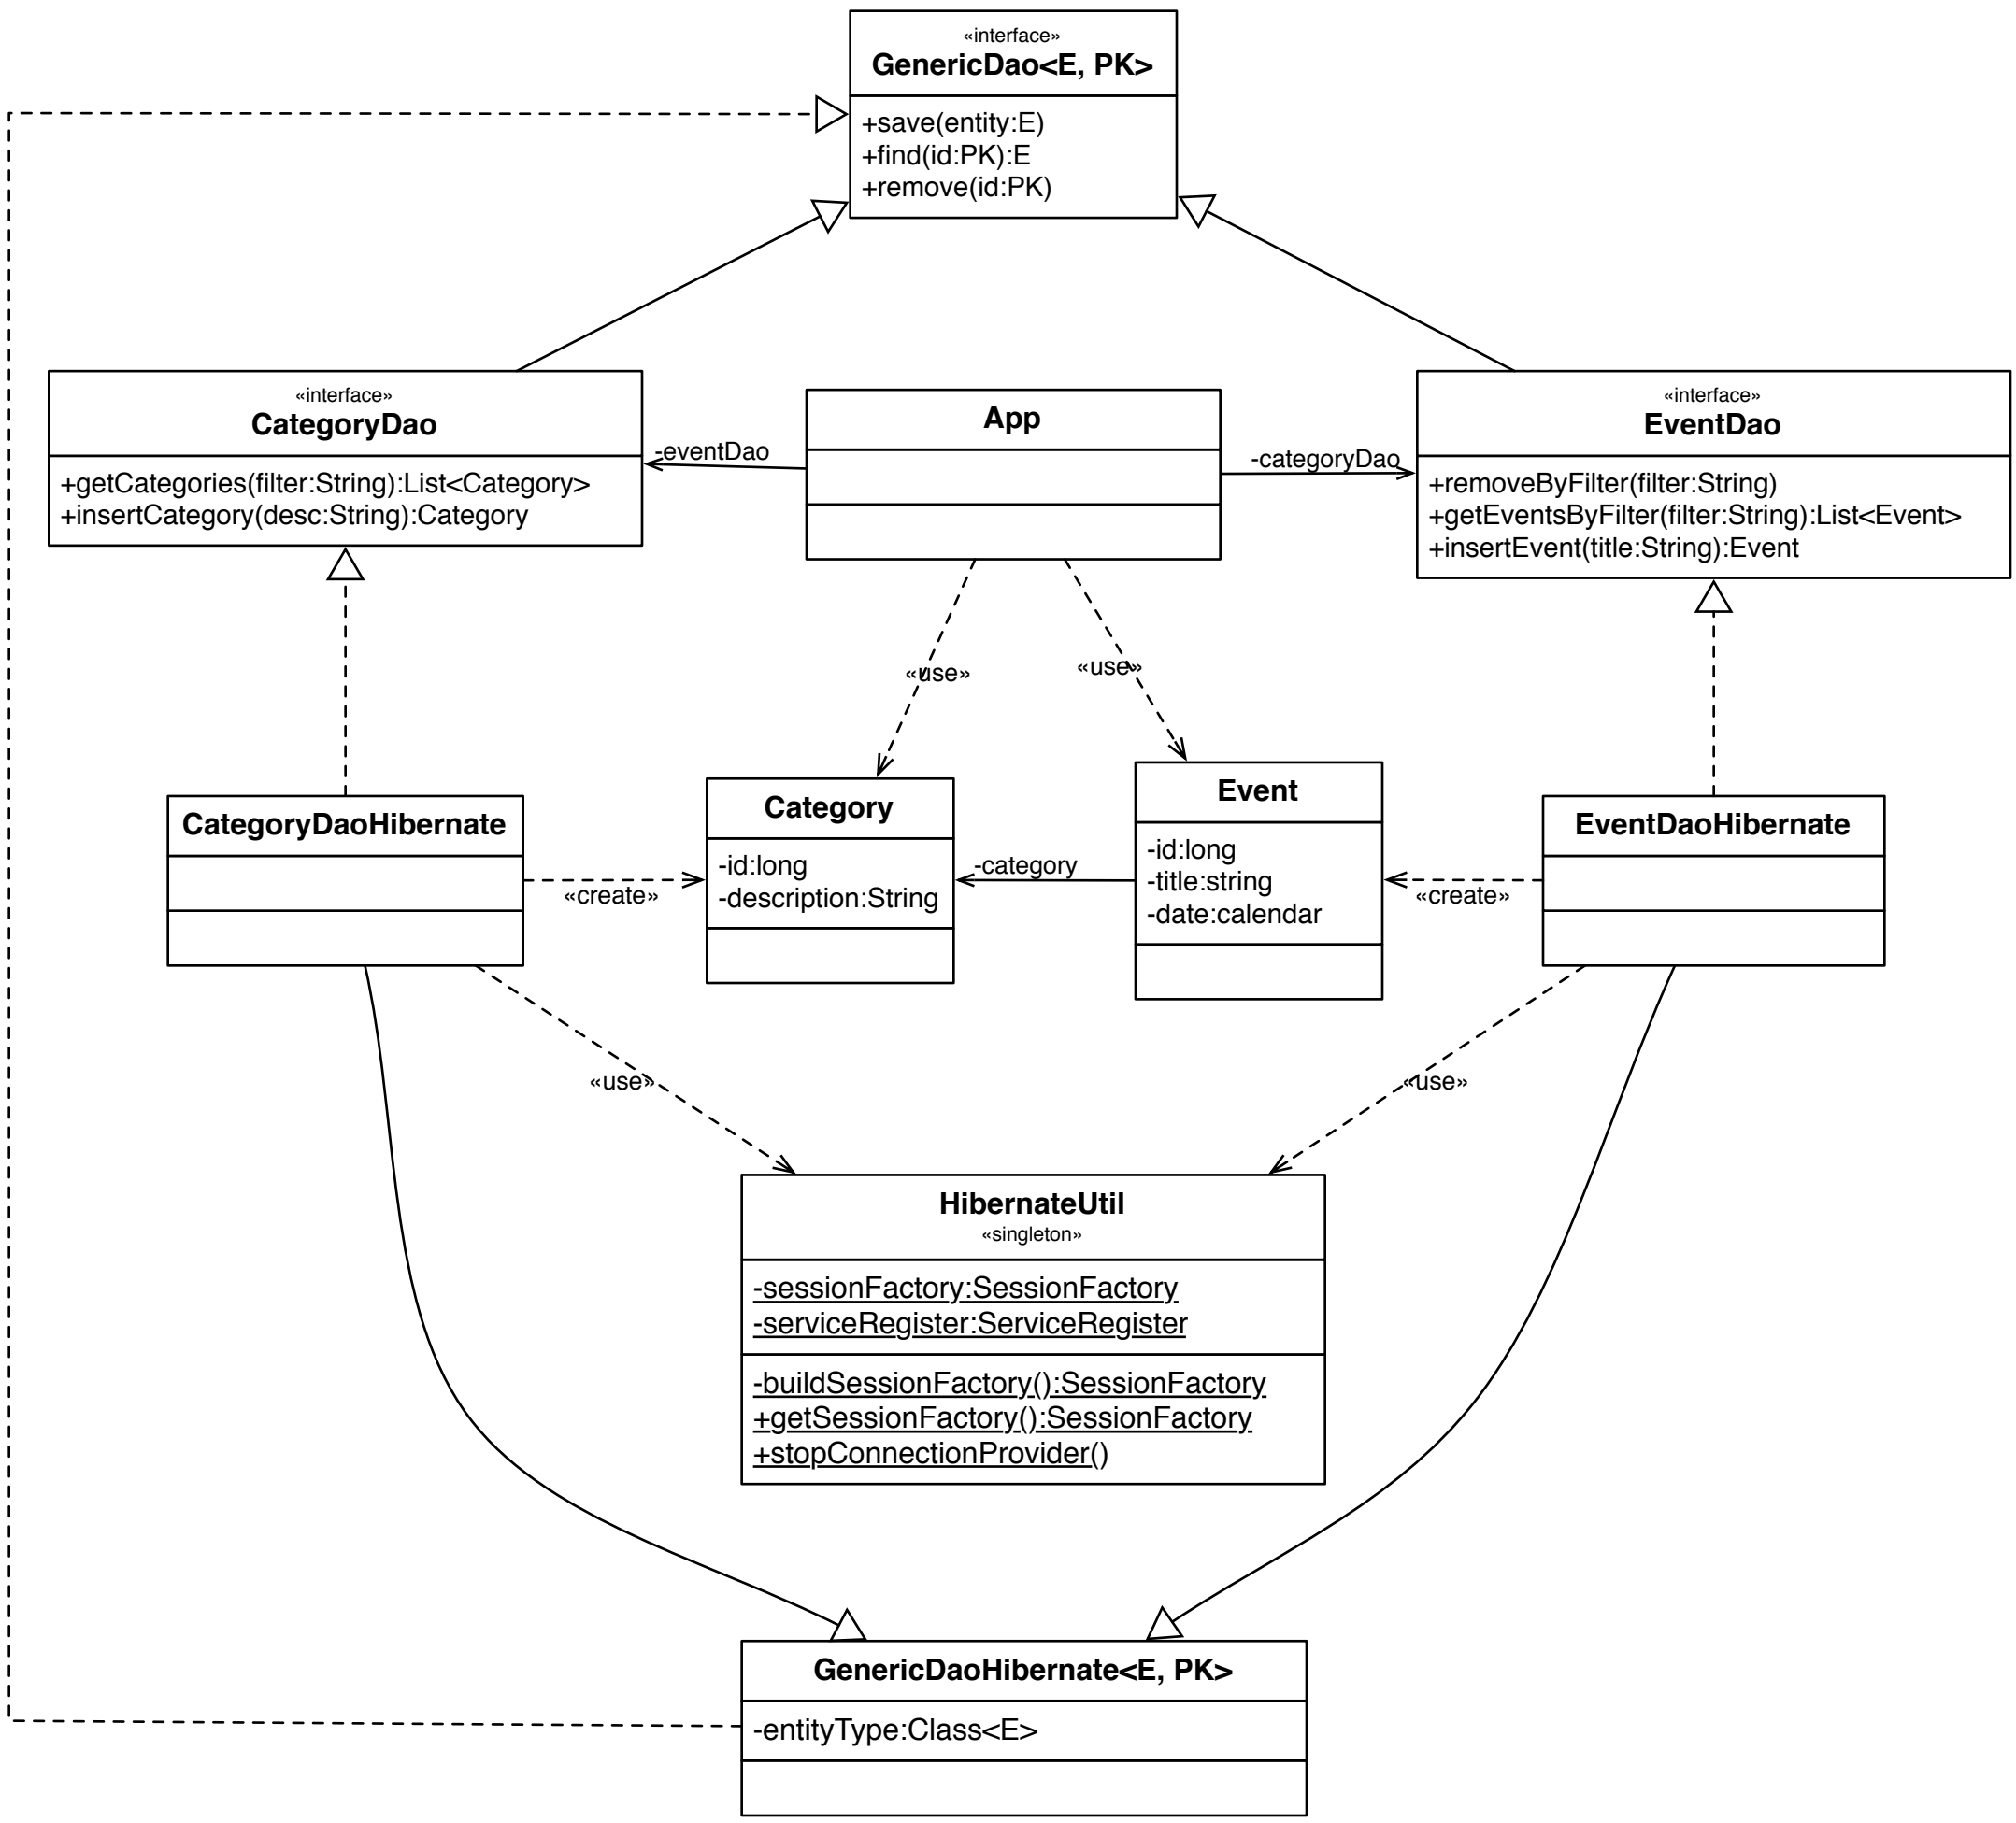 «interface»
GenericDao<E, PK>
+save(entity:E)
+find(id:PK):E
+remove(id:PK)
«interface»
CategoryDao
+getCategories(filter:String):List<Category>
+insertCategory(desc:String):Category
-eventDao
App
-categoryDao
«interface»
EventDao
+removeByFilter(filter:String)
+getEventsByFilter(filter:String):List<Event>
+insertEvent(title:String):Event
«use»
«use»
CategoryDaoHibernate
«create»
Category
-id:long
-description:String
-category
Event
-id:long
-title:string
-date:calendar
«create»
EventDaoHibernate
«use»
«use»
HibernateUtil
«singleton»
-sessionFactory:SessionFactory
-serviceRegister:ServiceRegister
-buildSessionFactory():SessionFactory
+getSessionFactory():SessionFactory
+stopConnectionProvider()
GenericDaoHibernate<E, PK>
-entityType:Class<E>